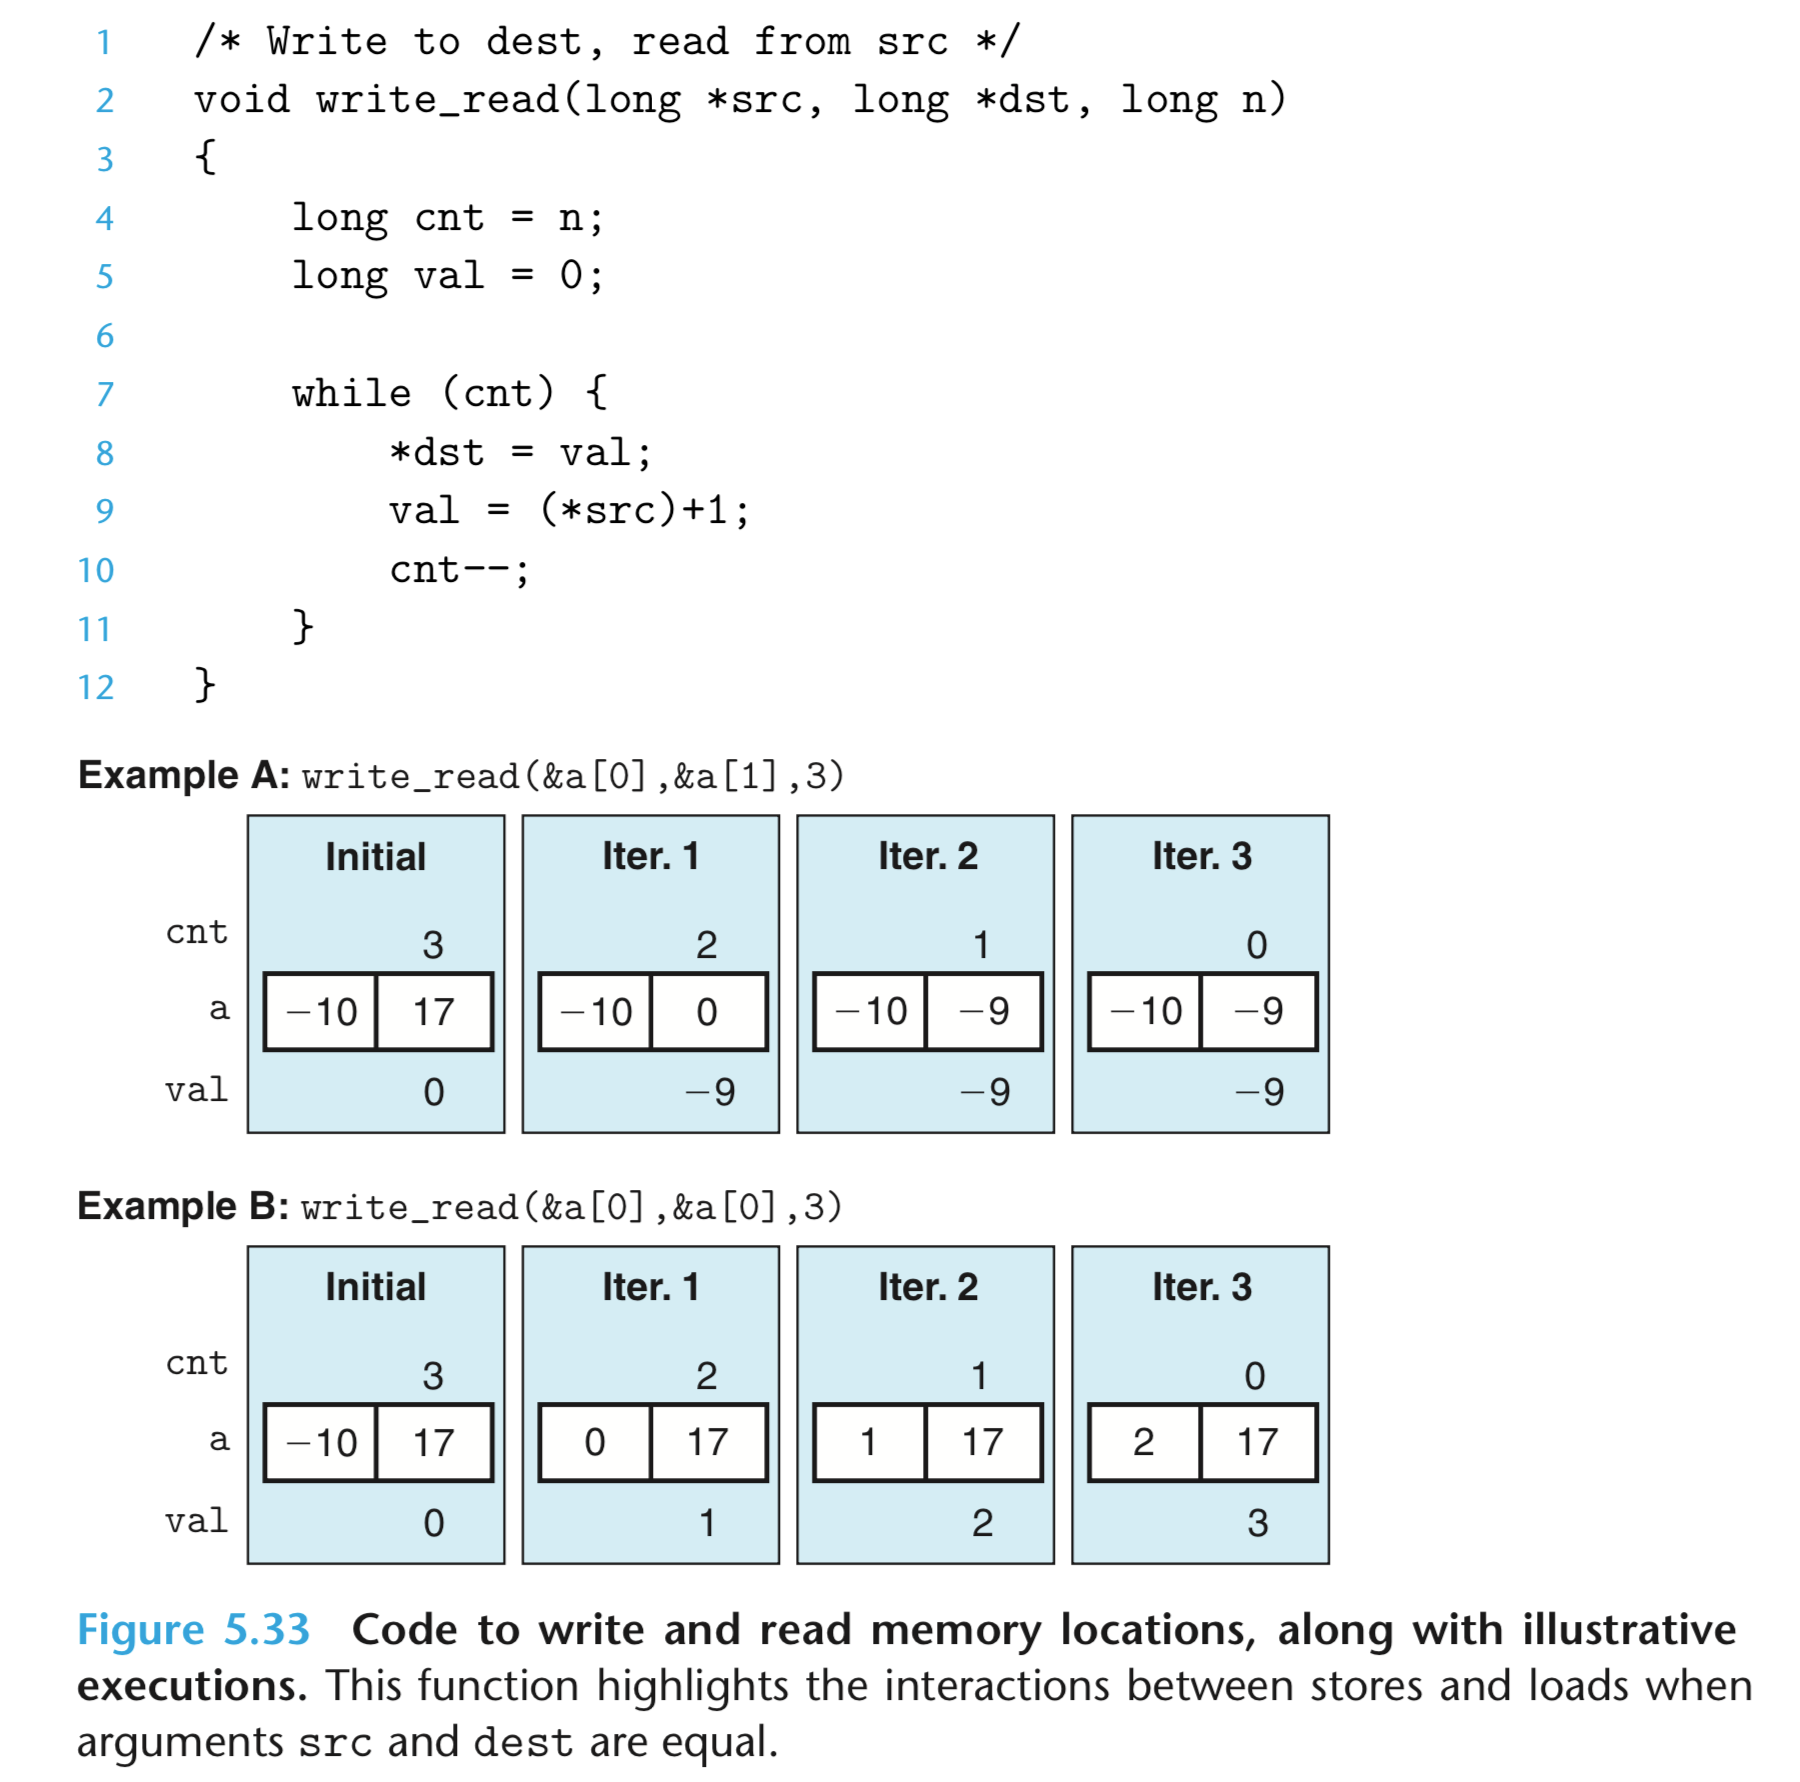 1 /* Write to dest, read from src */
2 void write_read(long *src, long *dst, long n)
3 {
4 long cnt = n;
5 long val = 0;
6
7 while (cnt) {
8 *dst = val;
9 val = (*src)+1;
10 cnt--;
11 }
12 }
Example A: write_read(&a[0],&a[1],3)
Initial Iter. 1 Iter. 2 Iter. 3
cnt 3 2 1 0
a −10 17 −10 0 −10 −9 −10 −9
val 0 −9 −9 −9
Example B: write_read(&a[0],&a[0],3)
Initial Iter. 1 Iter. 2 Iter. 3
cnt 3 2 1 0
a −10 17 0 17 1 17 2 17
val 0 1 2 3
Figure 5.33 Code to write and read memory locations, along with illustrative
executions. This function highlights the interactions between stores and loads when
arguments src and dest are equal.